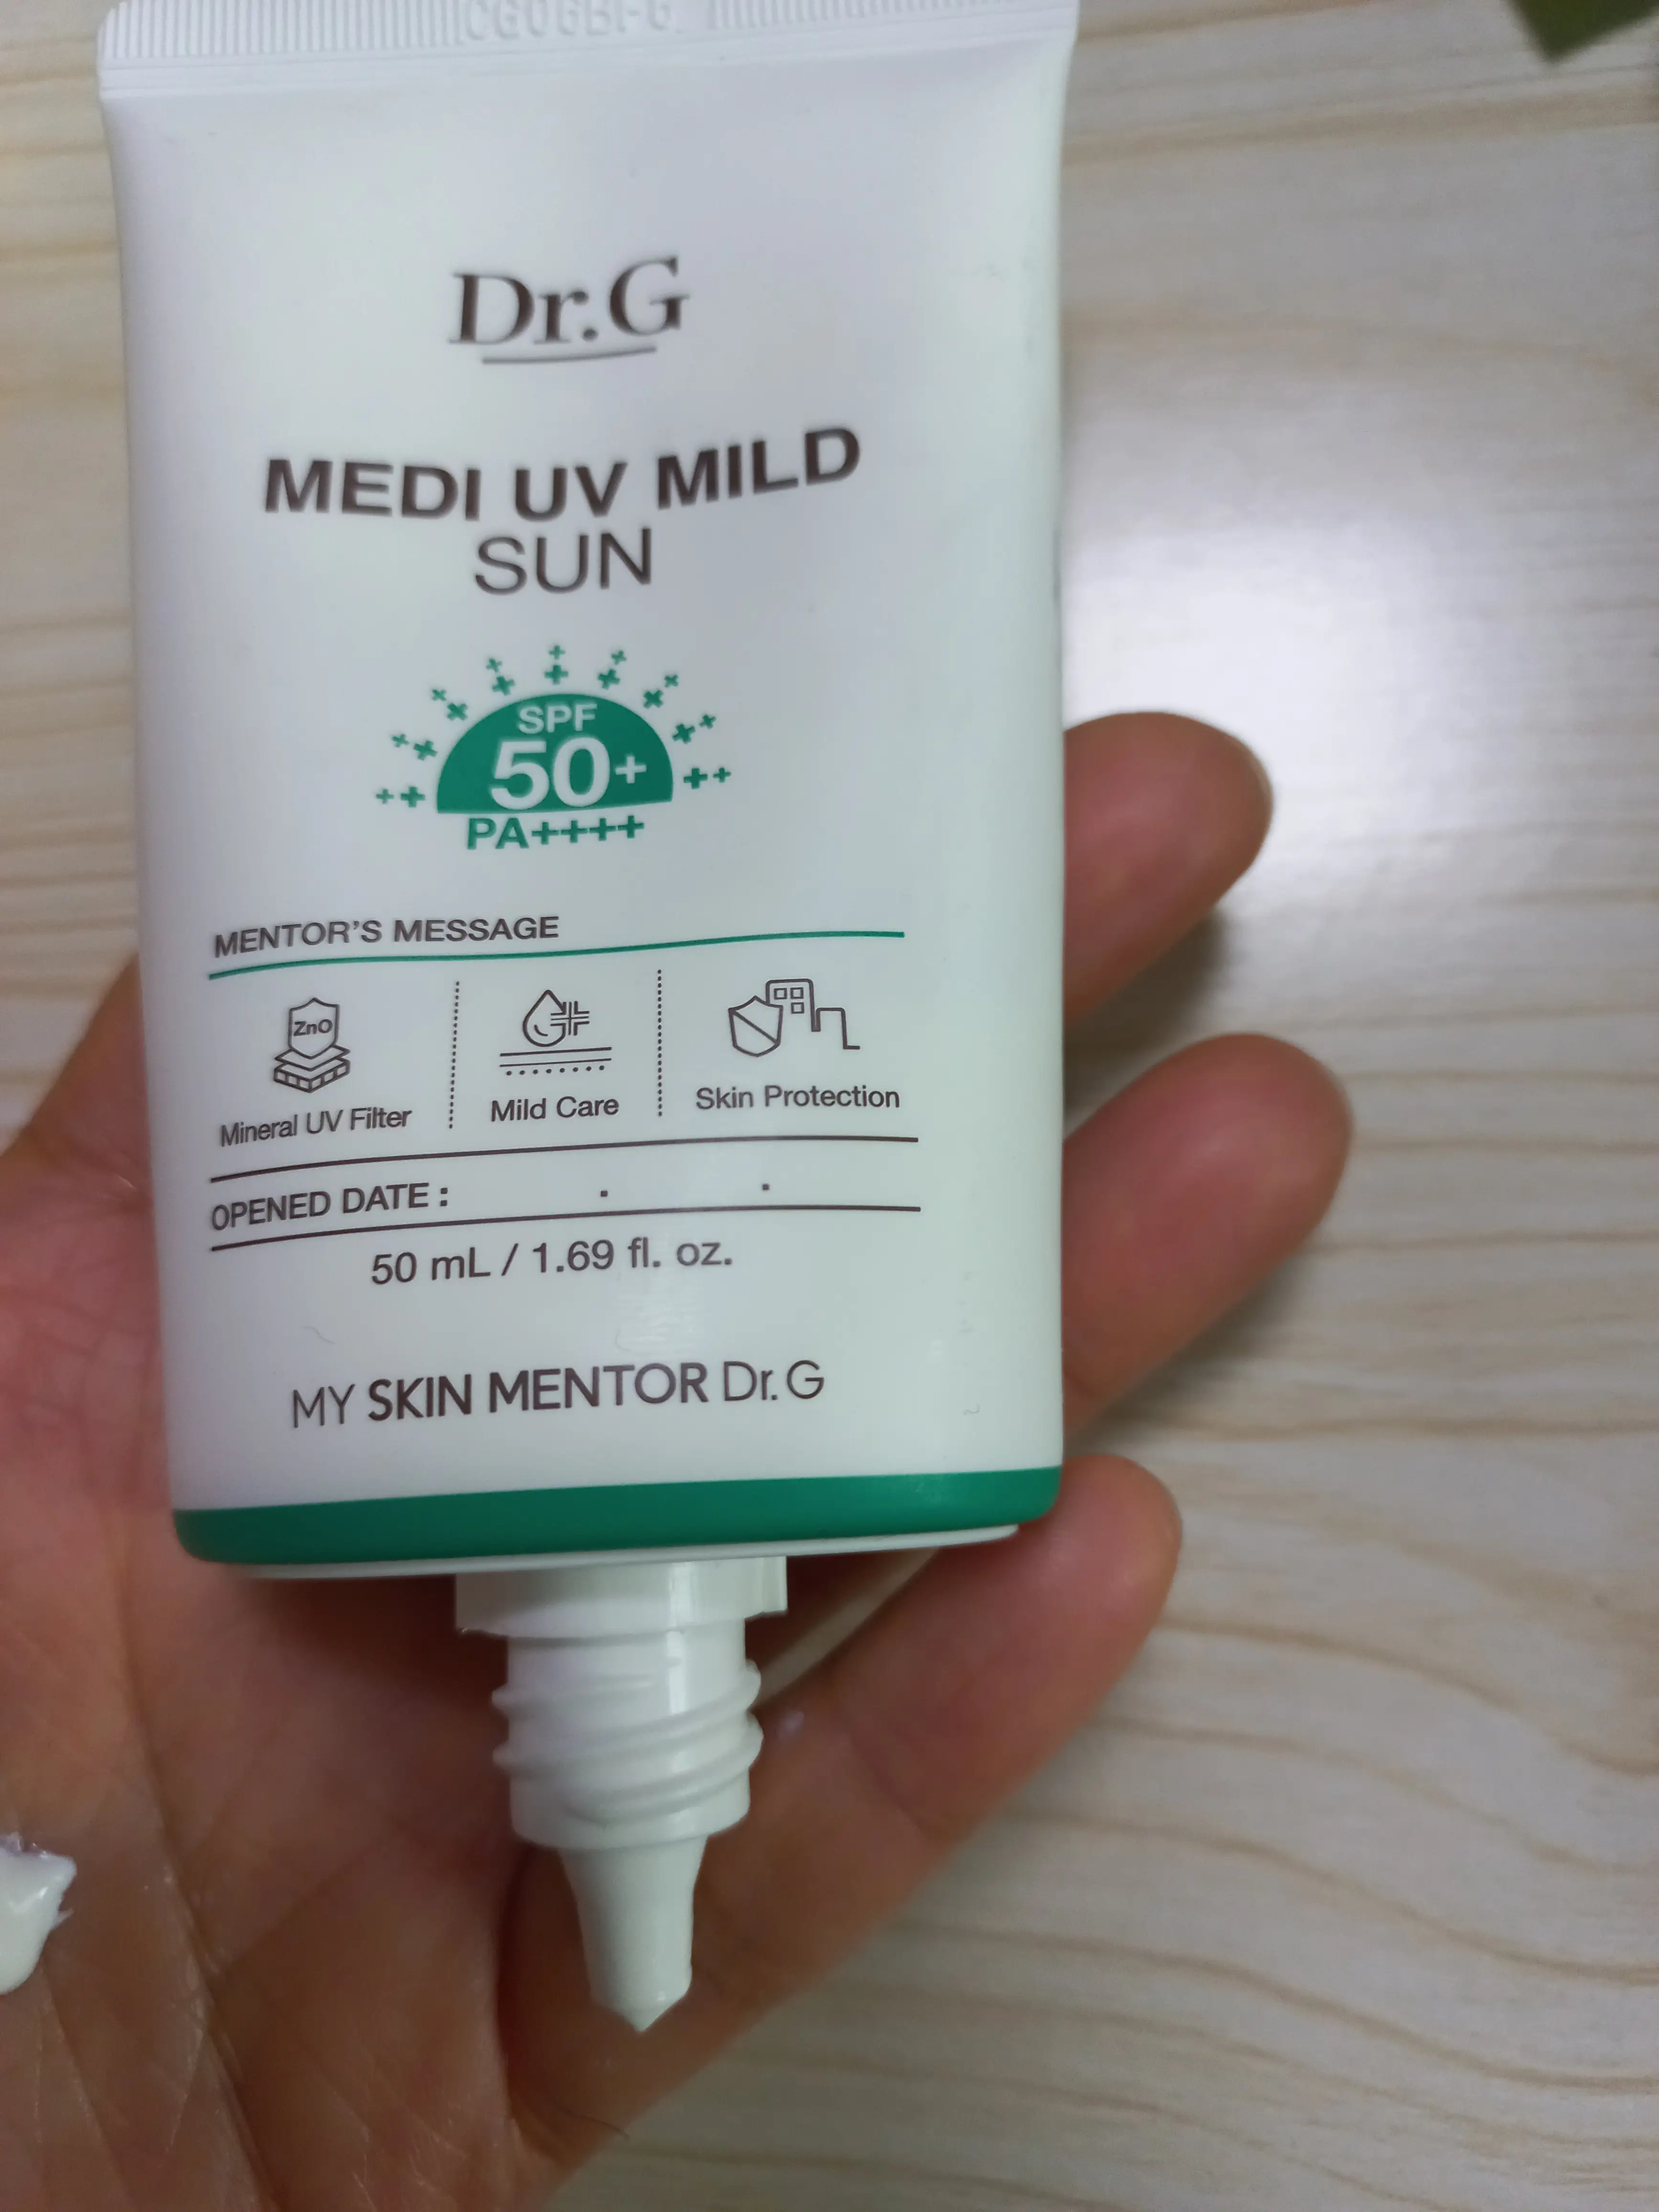 Dr.G
MEDI UV MILD
SUN
SPF
50+
PA++++
MENTOR'S MESSAGE
ZnO
Mineral UV Filter
Mild Care
Skin Protection
OPENED DATE : . .
50 mL / 1.69 fl. oz.
MY SKIN MENTOR Dr.G